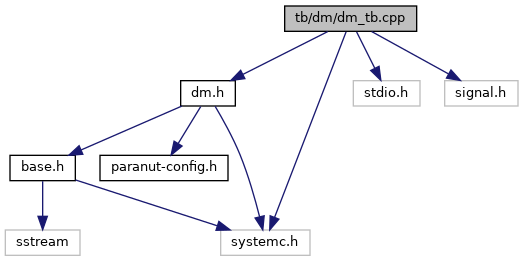 tb/dm/dm_tb.cpp
dm.h
stdio.h
signal.h
base.h
paranut-config.h
sstream
systemc.h